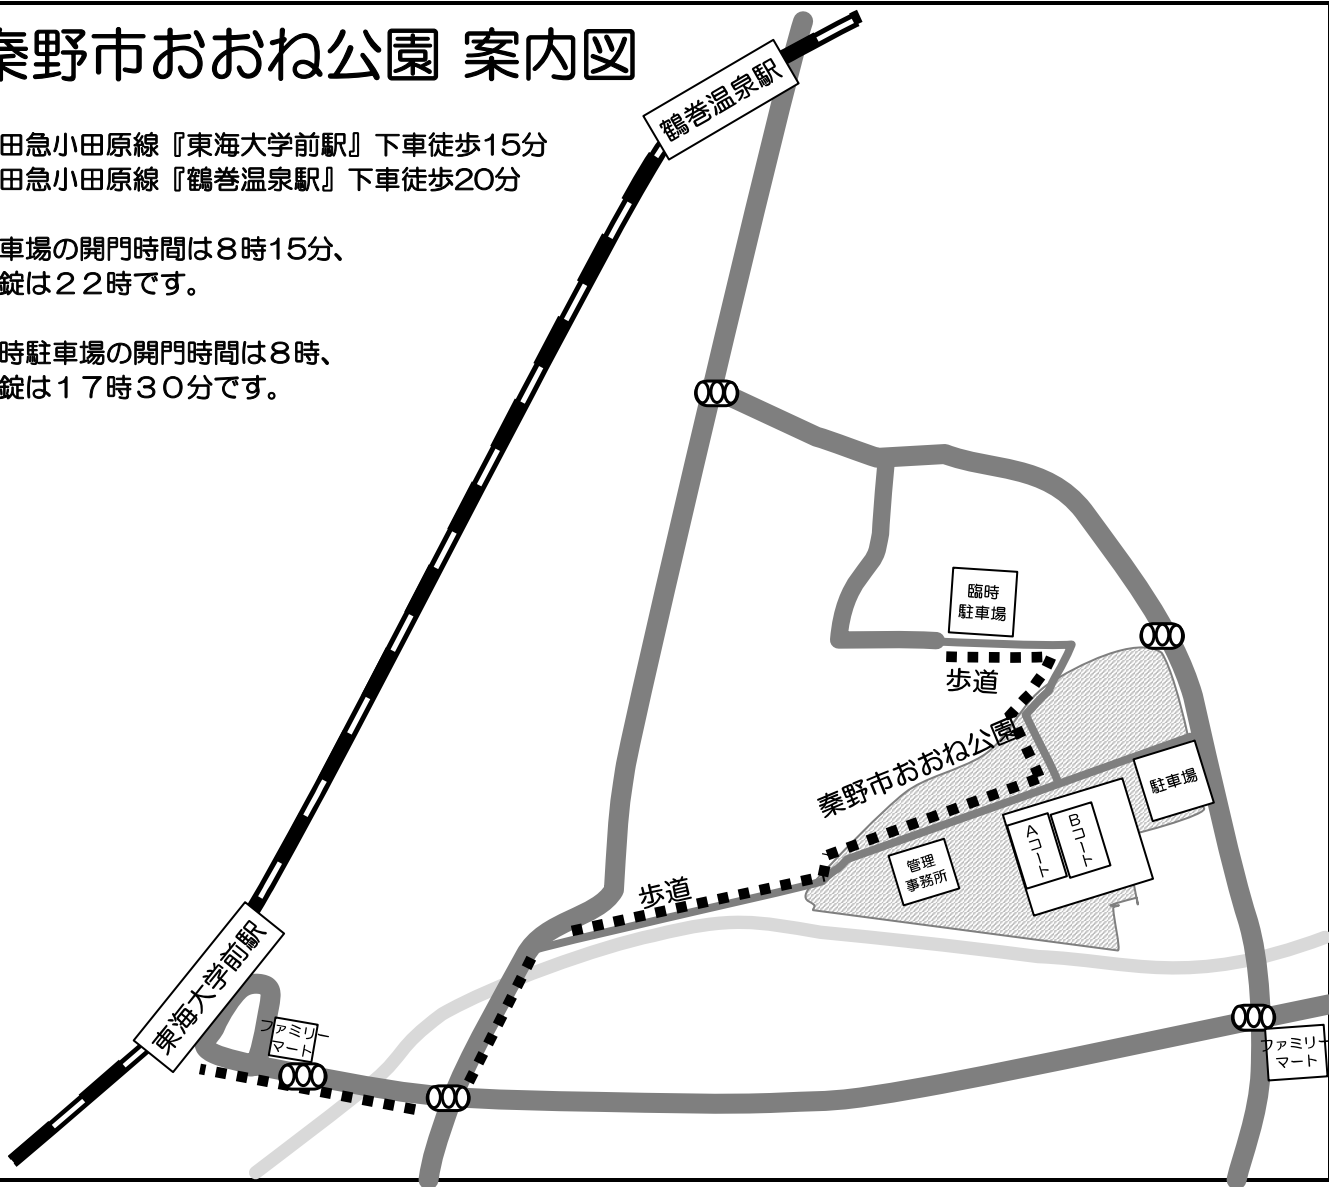 秦野市おおね公園 案内図
田急小田原線『東海大学前駅』下車徒歩15分
田急小田原線『鶴巻温泉駅』下車徒歩20分
車場の開門時間は８時15分、
錠は２２時です。
時駐車場の開門時間は８時、
錠は１７時３０分です。
鶴巻温泉駅
臨時
駐車場
歩道
秦野市おおね公園
駐車場
Aコート
Bコート
管理
事務所
歩道
東海大学前駅
ファミリー
マート
ファミリー
マート